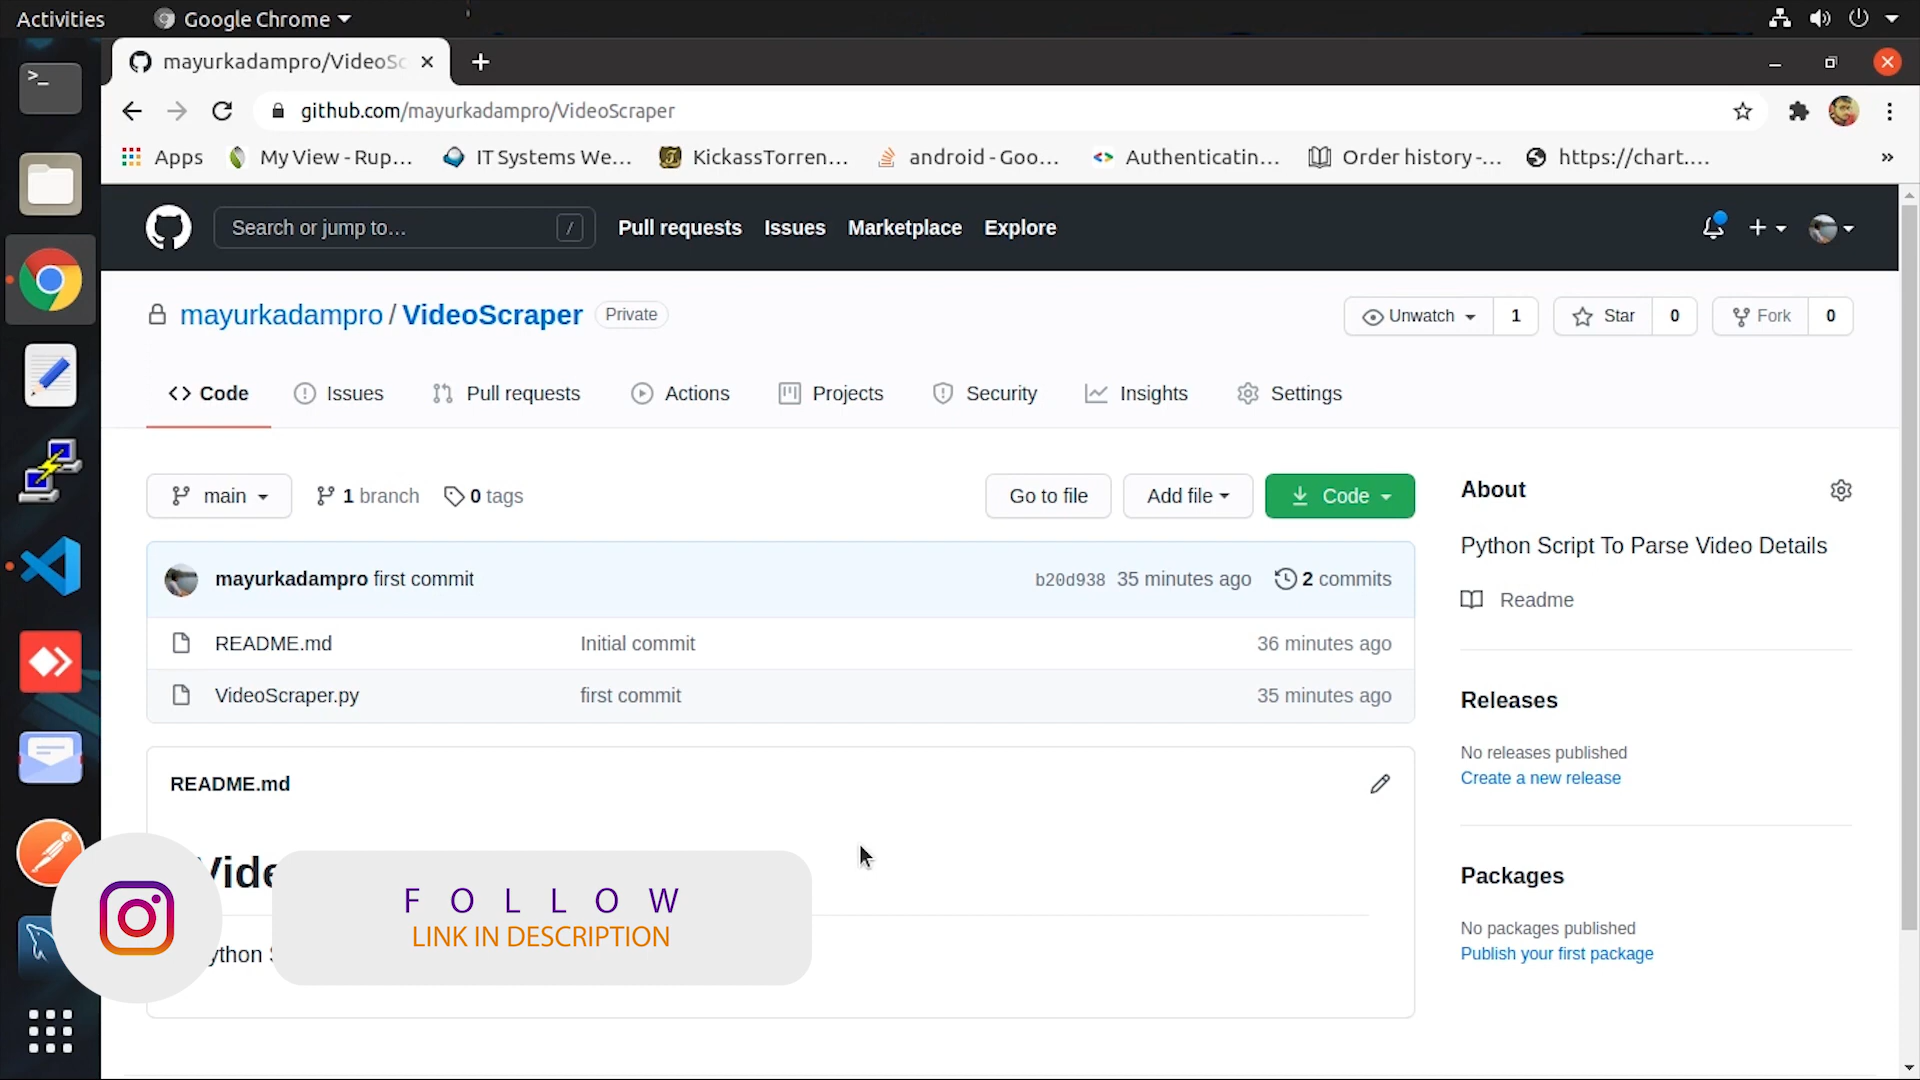 Activities
Google Chrome
mayurkadampro/VideoSc
github.com/mayurkadampro/VideoScraper
Apps
My View - Rup...
IT Systems We...
KickassTorren...
android - Goo...
Authenticatin...
Order history -...
https://chart....
»
Search or jump to…
/
Pull requests
Issues
Marketplace
Explore
mayurkadampro / VideoScraper
Private
Unwatch
1
Star
0
Fork
0
Code
Issues
Pull requests
Actions
Projects
Security
Insights
Settings
main
1 branch
0 tags
Go to file
Add file
Code
mayurkadampro first commit
b20d938 35 minutes ago
2 commits
README.md
Initial commit
36 minutes ago
VideoScraper.py
first commit
35 minutes ago
README.md
Vide
ython S
FOLLOW
LINK IN DESCRIPTION
About
Python Script To Parse Video Details
Readme
Releases
No releases published
Create a new release
Packages
No packages published
Publish your first package